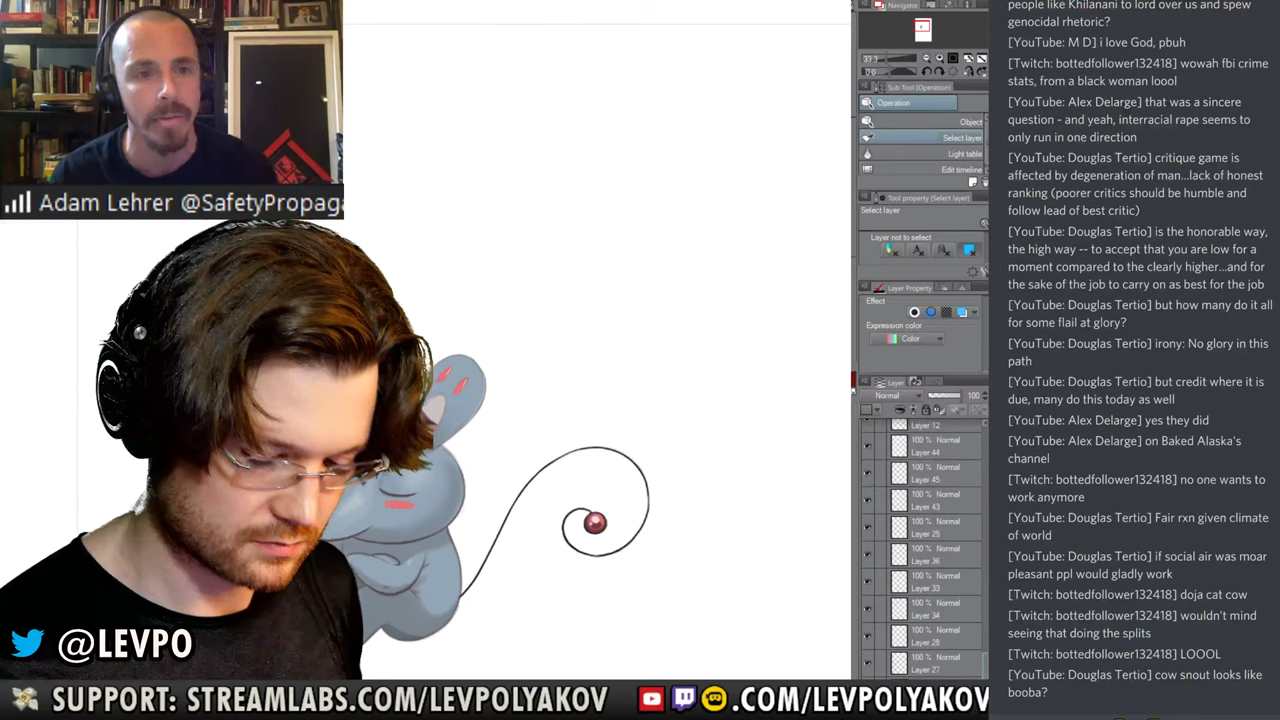 Adam Lehrer @SafetyPropaga
@LEVPO
SUPPORT: STREAMLABS.COM/LEVPOLYAKOV
.COM/LEVPOLYAKOV
Navigator
33.3
0.0
Sub Tool (Operation)
Operation
Object
Select layer
Light table
Edit timeline
Tool property (Select layer)
Select layer
Layer not to select
Layer Property
Effect
Expression color
Color
Layer
Normal
100
Layer 12
100 % Normal
Layer 44
100 % Normal
Layer 45
100 % Normal
Layer 43
100 % Normal
Layer 25
100 % Normal
Layer 36
100 % Normal
Layer 33
100 % Normal
Layer 34
100 % Normal
Layer 28
100 % Normal
Layer 27
people like Khilanani to lord over us and spew
genocidal rhetoric?
[YouTube: M D] i love God, pbuh
[Twitch: bottedfollower132418] wowah fbi crime
stats, from a black woman loool
[YouTube: Alex Delarge] that was a sincere
question - and yeah, interracial rape seems to
only run in one direction
[YouTube: Douglas Tertio] critique game is
affected by degeneration of man...lack of honest
ranking (poorer critics should be humble and
follow lead of best critic)
[YouTube: Douglas Tertio] is the honorable way,
the high way -- to accept that you are low for a
moment compared to the clearly higher...and for
the sake of the job to carry on as best for the job
[YouTube: Douglas Tertio] but how many do it all
for some flail at glory?
[YouTube: Douglas Tertio] irony: No glory in this
path
[YouTube: Douglas Tertio] but credit where it is
due, many do this today as well
[YouTube: Alex Delarge] yes they did
[YouTube: Alex Delarge] on Baked Alaska's
channel
[Twitch: bottedfollower132418] no one wants to
work anymore
[YouTube: Douglas Tertio] Fair rxn given climate
of world
[YouTube: Douglas Tertio] if social air was moar
pleasant ppl would gladly work
[Twitch: bottedfollower132418] doja cat cow
[Twitch: bottedfollower132418] wouldn't mind
seeing that doing the splits
[Twitch: bottedfollower132418] LOOOL
[YouTube: Douglas Tertio] cow snout looks like
booba?